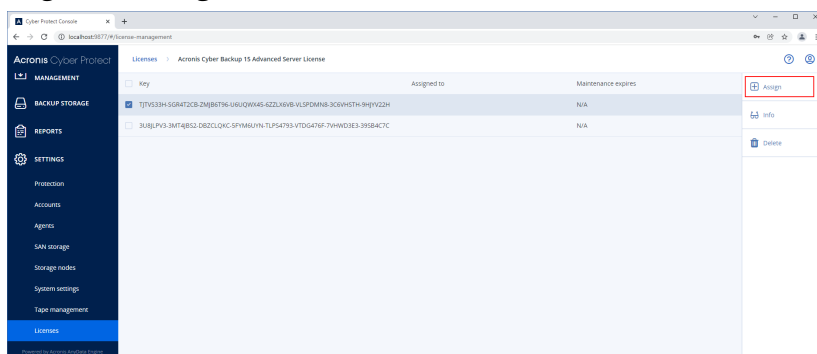 Cyber Protect Console
localhost:9877/#/license-management
Acronis Cyber Protect
Licenses > Acronis Cyber Backup 15 Advanced Server License
MANAGEMENT
BACKUP STORAGE
REPORTS
SETTINGS
Protection
Accounts
Agents
SAN storage
Storage nodes
System settings
Tape management
Licenses
Powered by Acronis AnyData Engine
Key Assigned to Maintenance expires
TJTVS33H-SGR4T2CB-ZMJB6T96-U6UQWX45-6ZZLX6VB-VLSPDMN8-3C6VHSTH-9HJYV22H N/A
3U8JLPV3-3MT4JBS2-DBZCLQKC-5FYM6UYN-TLPS4793-VTDG476F-7VHWD3E3-395B4C7C N/A
Assign
Info
Delete